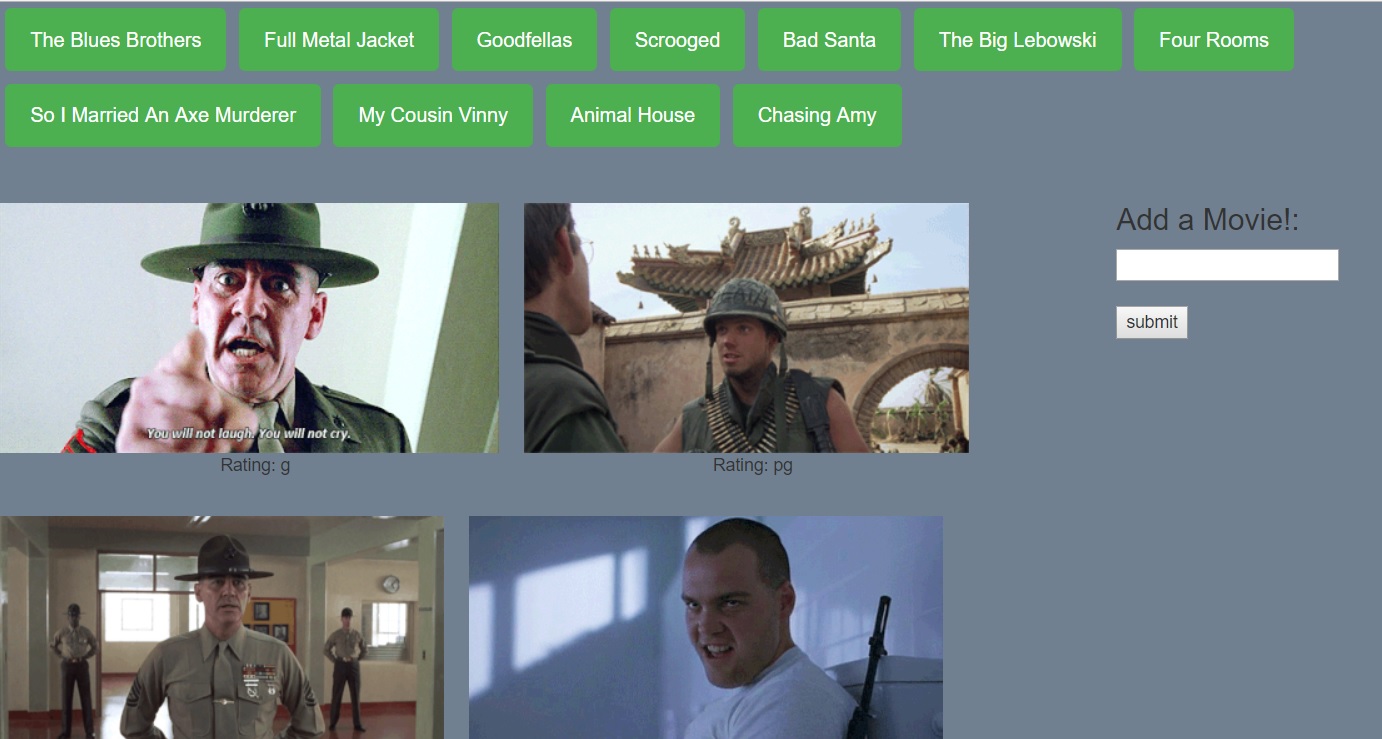 The Blues Brothers Full Metal Jacket Goodfellas Scrooged Bad Santa The Big Lebowski Four Rooms
So I Married An Axe Murderer My Cousin Vinny Animal House Chasing Amy
Add a Movie!:
submit
You will not laugh. You will not cry.
Rating: g
Rating: pg